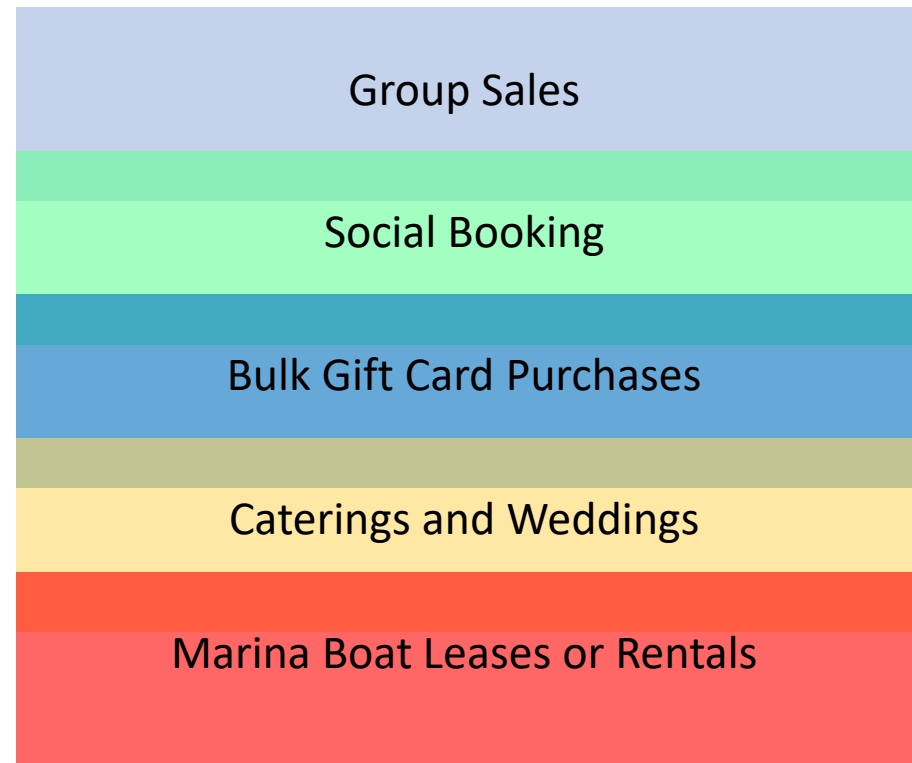 Group Sales
Social Booking
Bulk Gift Card Purchases
Caterings and Weddings
Marina Boat Leases or Rentals